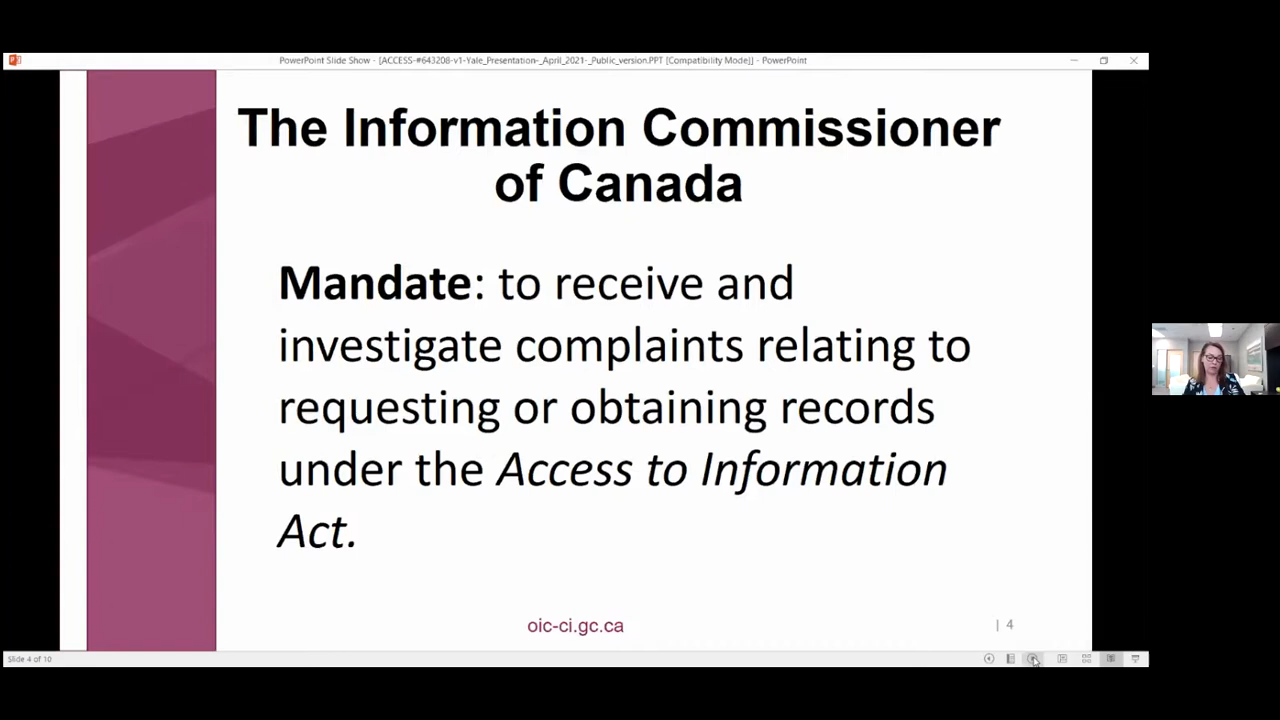 PowerPoint Slide Show - [ACCESS-#643208-v1-Yale_Presentation-_April_2021-_Public_version.PPT [Compatibility Mode]] - PowerPoint
The Information Commissioner
of Canada
Mandate: to receive and
investigate complaints relating to
requesting or obtaining records
under the Access to Information
Act.
oic-ci.gc.ca
| 4
Slide 4 of 10